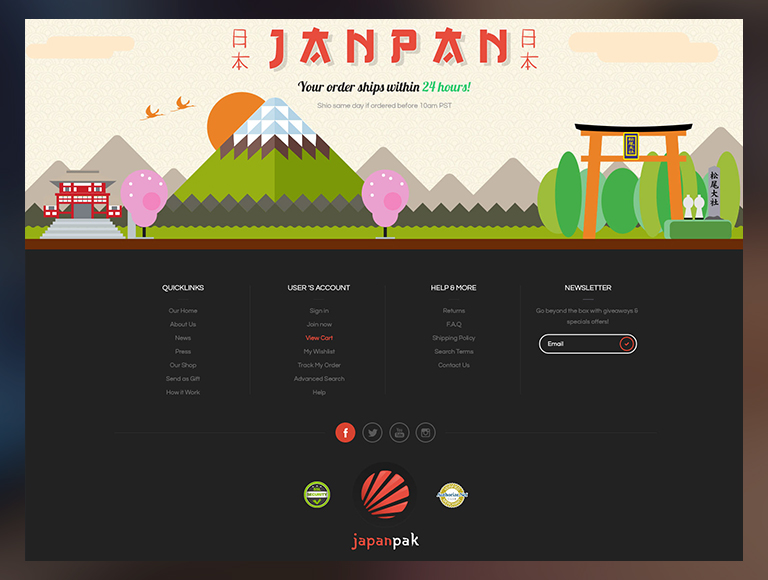 日本 JANPAN 日本
Your order ships within 24 hours!
Ship same day if ordered before 10am PST
松尾大社
QUICKLINKS
Our Home
About Us
News
Press
Our Shop
Send as Gift
How it Work
USER 'S ACCOUNT
Sign in
Join now
View Cart
My Wishlist
Track My Order
Advanced Search
Help
HELP & MORE
Returns
F.A.Q
Shipping Policy
Search Terms
Contact Us
NEWSLETTER
Go beyond the box with giveaways &
specials offers!
Email
f
You
japanpak